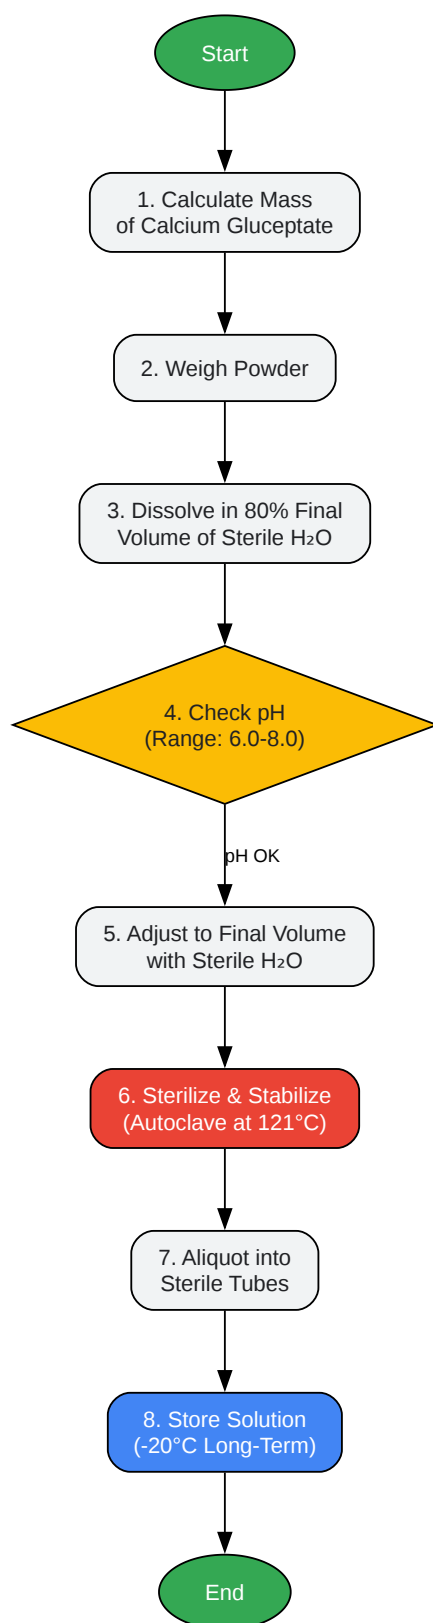 Start
1. Calculate Mass
of Calcium Gluceptate
2. Weigh Powder
3. Dissolve in 80% Final
Volume of Sterile H₂O
4. Check pH
(Range: 6.0-8.0)
pH OK
5. Adjust to Final Volume
with Sterile H₂O
6. Sterilize & Stabilize
(Autoclave at 121°C)
7. Aliquot into
Sterile Tubes
8. Store Solution
(-20°C Long-Term)
End